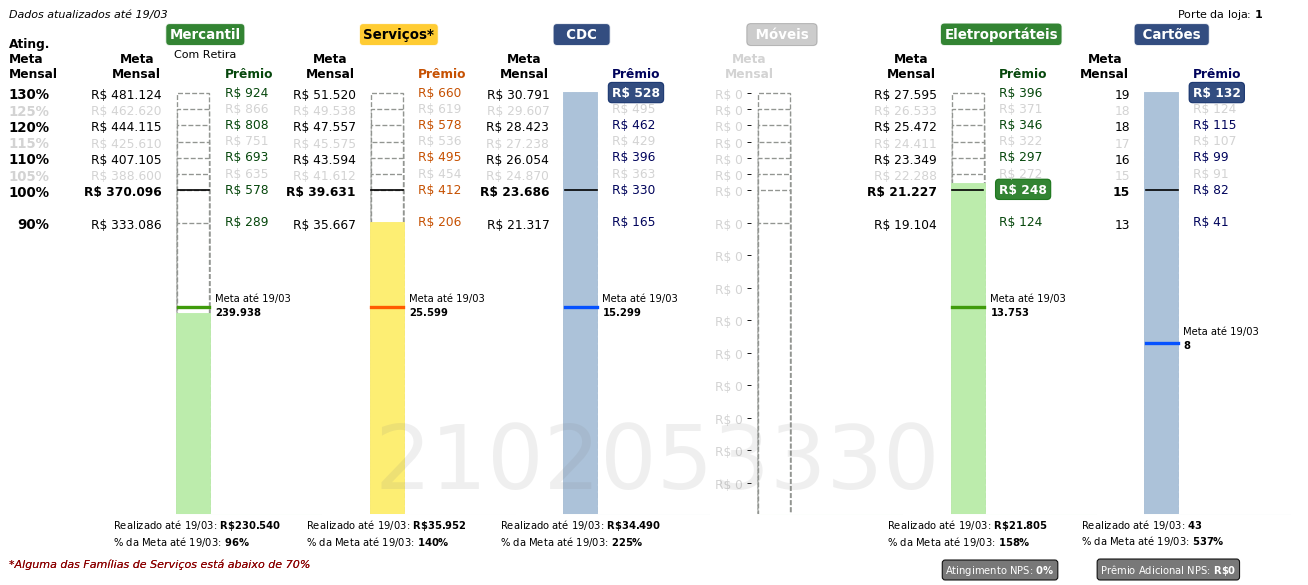 Dados atualizados até 19/03
Porte da loja: 1
Mercantil Serviços* CDC Móveis Eletroportáteis Cartões
Com Retira
Ating. Meta Mensal
Meta Mensal Prêmio Meta Mensal Prêmio Meta Mensal Prêmio Meta Mensal Meta Mensal Prêmio Meta Mensal Prêmio
130% R$ 481.124 R$ 924 R$ 51.520 R$ 660 R$ 30.791 R$ 528 R$ 0 R$ 27.595 R$ 396 19 R$ 132
125% R$ 462.620 R$ 866 R$ 49.538 R$ 619 R$ 29.607 R$ 495 R$ 0 R$ 26.533 R$ 371 18 R$ 124
120% R$ 444.115 R$ 808 R$ 47.557 R$ 578 R$ 28.423 R$ 462 R$ 0 R$ 25.472 R$ 346 18 R$ 115
115% R$ 425.610 R$ 751 R$ 45.575 R$ 536 R$ 27.238 R$ 429 R$ 0 R$ 24.411 R$ 322 17 R$ 107
110% R$ 407.105 R$ 693 R$ 43.594 R$ 495 R$ 26.054 R$ 396 R$ 0 R$ 23.349 R$ 297 16 R$ 99
105% R$ 388.600 R$ 635 R$ 41.612 R$ 454 R$ 24.870 R$ 363 R$ 0 R$ 22.288 R$ 272 15 R$ 91
100% R$ 370.096 R$ 578 R$ 39.631 R$ 412 R$ 23.686 R$ 330 R$ 0 R$ 21.227 R$ 248 15 R$ 82
90% R$ 333.086 R$ 289 R$ 35.667 R$ 206 R$ 21.317 R$ 165 R$ 0 R$ 19.104 R$ 124 13 R$ 41
R$ 0
R$ 0
R$ 0
R$ 0
R$ 0
R$ 0
R$ 0
R$ 0
Meta até 19/03 Meta até 19/03 Meta até 19/03 Meta até 19/03
239.938 25.599 15.299 13.753
Meta até 19/03
8
2102053330
Realizado até 19/03: R$230.540 Realizado até 19/03: R$35.952 Realizado até 19/03: R$34.490 Realizado até 19/03: R$21.805 Realizado até 19/03: 43
% da Meta até 19/03: 96% % da Meta até 19/03: 140% % da Meta até 19/03: 225% % da Meta até 19/03: 158% % da Meta até 19/03: 537%
*Alguma das Famílias de Serviços está abaixo de 70%
Atingimento NPS: 0% Prêmio Adicional NPS: R$0